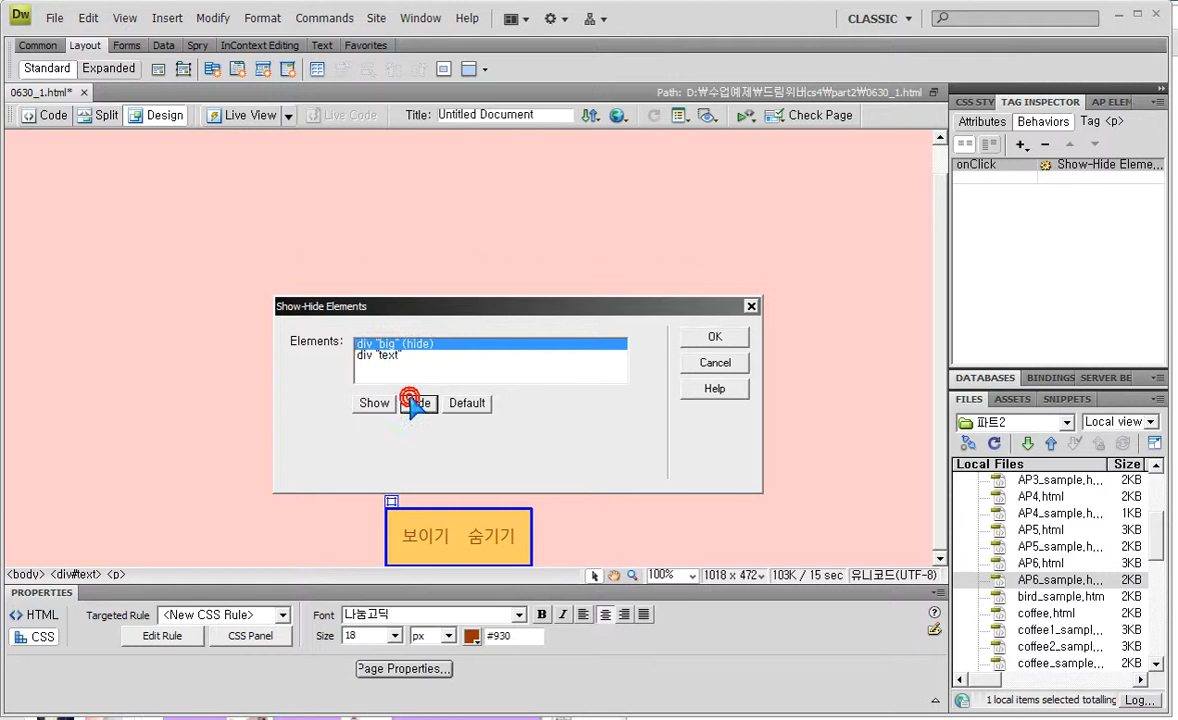 Dw File Edit View Insert Modify Format Commands Site Window Help CLASSIC
Common Layout Forms Data Spry InContext Editing Text Favorites
Standard Expanded
0630_1.html* Path: D:₩수업예제₩드림위버cs4₩part2₩0630_1.html
Code Split Design Live View Live Code Title: Untitled Document Check Page
CSS STY TAG INSPECTOR AP ELEN
Attributes Behaviors Tag <p>
onClick Show-Hide Eleme...
Show-Hide Elements
Elements: div "big" (hide)
div "text"
OK
Cancel
Help
Show Default
보이기 숨기기
DATABASES BINDINGS SERVER BE
FILES ASSETS SNIPPETS
파트2 Local view
Local Files Size
AP3_sample.h... 2KB
AP4.html 1KB
AP4_sample.h... 1KB
AP5.html 3KB
AP5_sample.h... 2KB
AP6.html 3KB
AP6_sample.h... 2KB
bird_sample.htm 2KB
coffee.html 2KB
coffee1_sampl... 2KB
coffee2_sampl... 2KB
coffee_sample... 2KB
1 local items selected totalling Log...
<body> <div#text> <p> 100% 1018 x 472 103K / 15 sec 유니코드(UTF-8)
PROPERTIES
HTML Targeted Rule <New CSS Rule> Font 나눔고딕 B I
CSS Edit Rule CSS Panel Size 18 px #930
Page Properties...